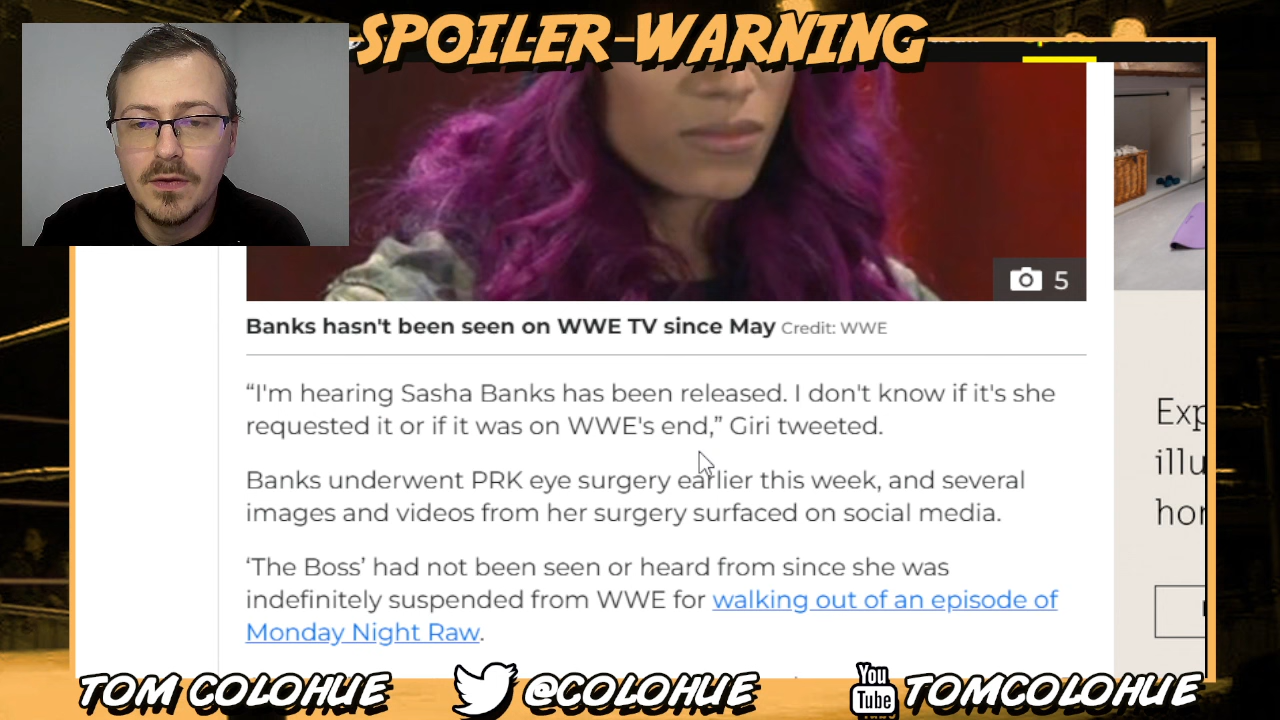 SPOILER-WARNING
5
Banks hasn't been seen on WWE TV since May Credit: WWE
“I'm hearing Sasha Banks has been released. I don't know if it's she
requested it or if it was on WWE's end,” Giri tweeted.
Banks underwent PRK eye surgery earlier this week, and several
images and videos from her surgery surfaced on social media.
‘The Boss’ had not been seen or heard from since she was
indefinitely suspended from WWE for walking out of an episode of
Monday Night Raw.
Exp
illu
hor
TOM COLOHUE @COLOHUE You Tube TOMCOLOHUE